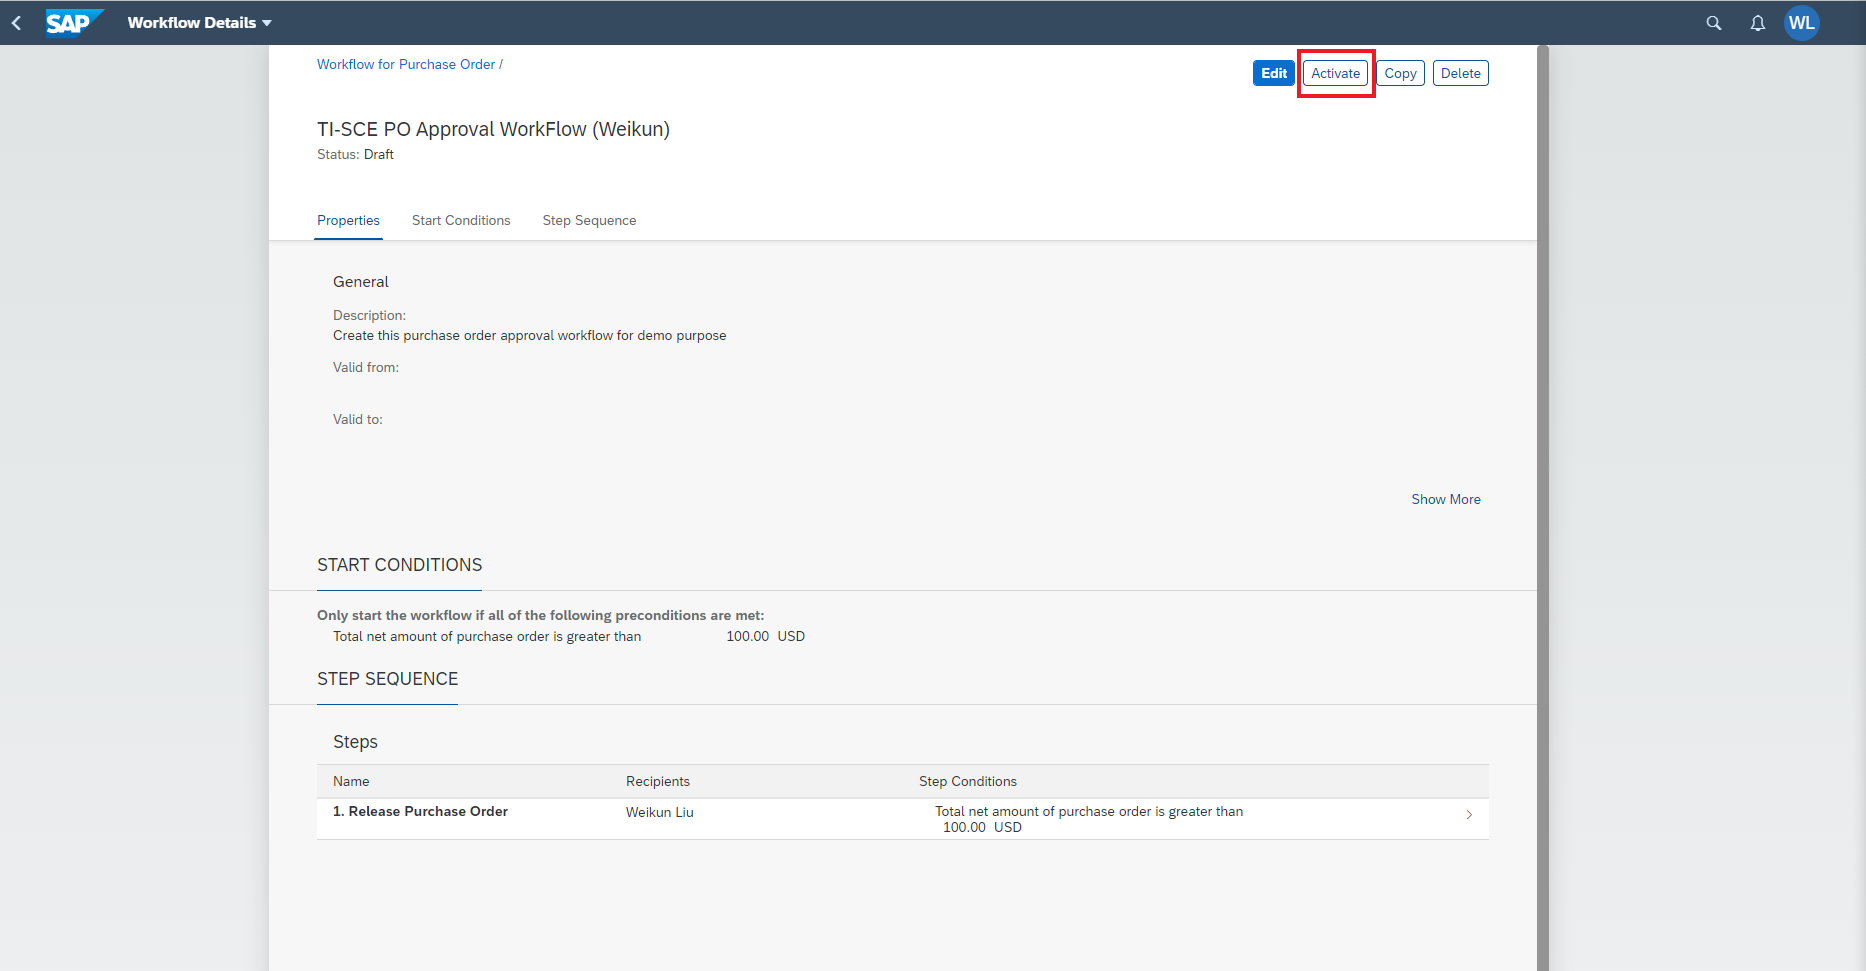 SAP Workflow Details WL
Workflow for Purchase Order /
Edit Activate Copy Delete
TI-SCE PO Approval WorkFlow (Weikun)
Status: Draft
Properties Start Conditions Step Sequence
General
Description:
Create this purchase order approval workflow for demo purpose
Valid from:
Valid to:
Show More
START CONDITIONS
Only start the workflow if all of the following preconditions are met:
Total net amount of purchase order is greater than 100.00 USD
STEP SEQUENCE
Steps
Name Recipients Step Conditions
1. Release Purchase Order Weikun Liu Total net amount of purchase order is greater than
100.00 USD